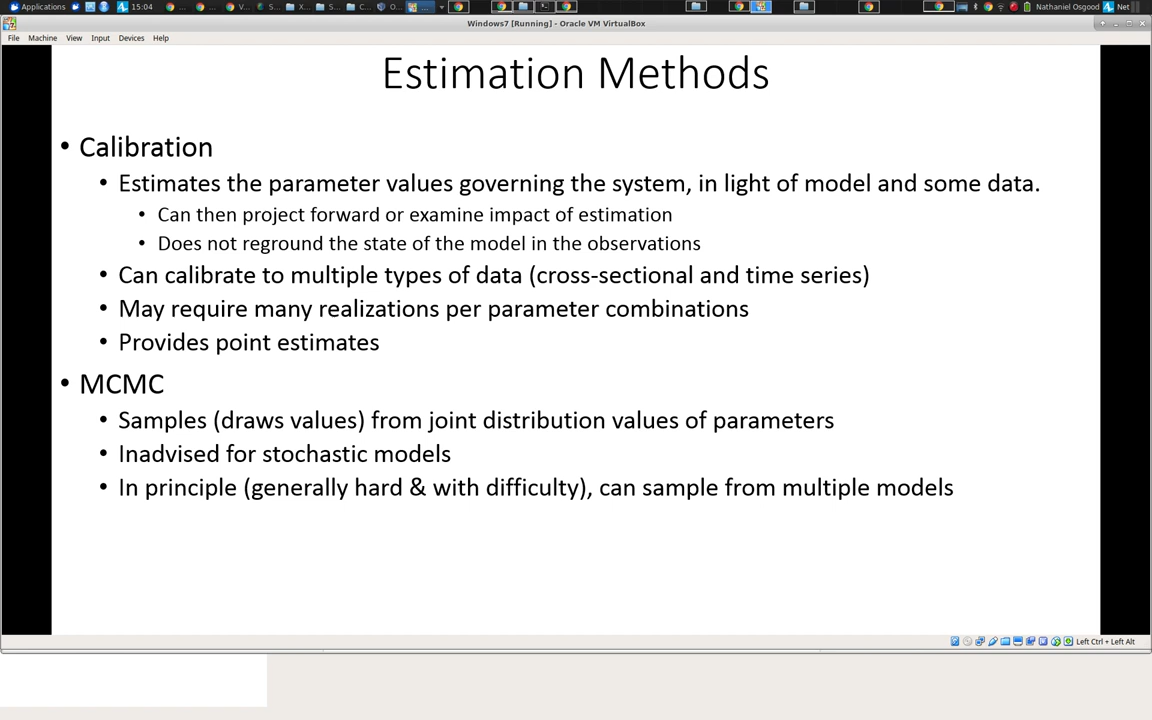 Applications 15:04 V... S... X... S... C... O... ... Nathaniel Osgood Net
Windows7 [Running] - Oracle VM VirtualBox
File Machine View Input Devices Help
Estimation Methods
• Calibration
• Estimates the parameter values governing the system, in light of model and some data.
• Can then project forward or examine impact of estimation
• Does not reground the state of the model in the observations
• Can calibrate to multiple types of data (cross-sectional and time series)
• May require many realizations per parameter combinations
• Provides point estimates
• MCMC
• Samples (draws values) from joint distribution values of parameters
• Inadvised for stochastic models
• In principle (generally hard & with difficulty), can sample from multiple models
Left Ctrl + Left Alt